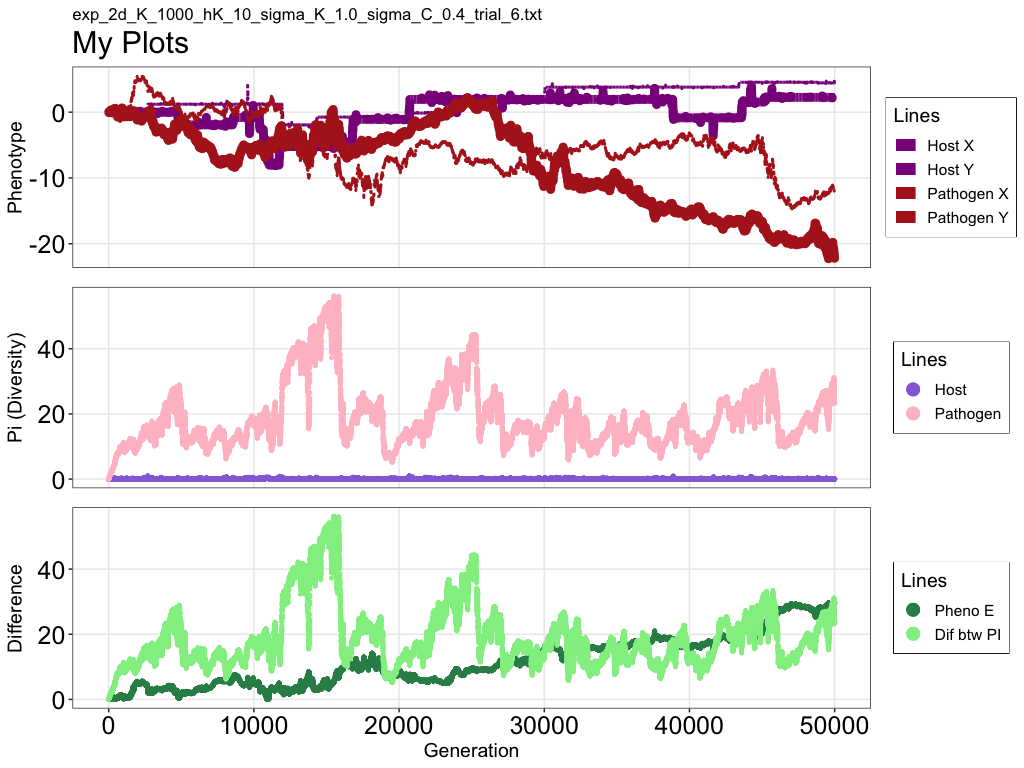 exp_2d_K_1000_hK_10_sigma_K_1.0_sigma_C_0.4_trial_6.txt
My Plots
Phenotype
0
-10
-20
Lines
Host X
Host Y
Pathogen X
Pathogen Y
Pi (Diversity)
40
20
0
Lines
Host
Pathogen
Difference
40
20
0
Lines
Pheno E
Dif btw PI
0 10000 20000 30000 40000 50000
Generation